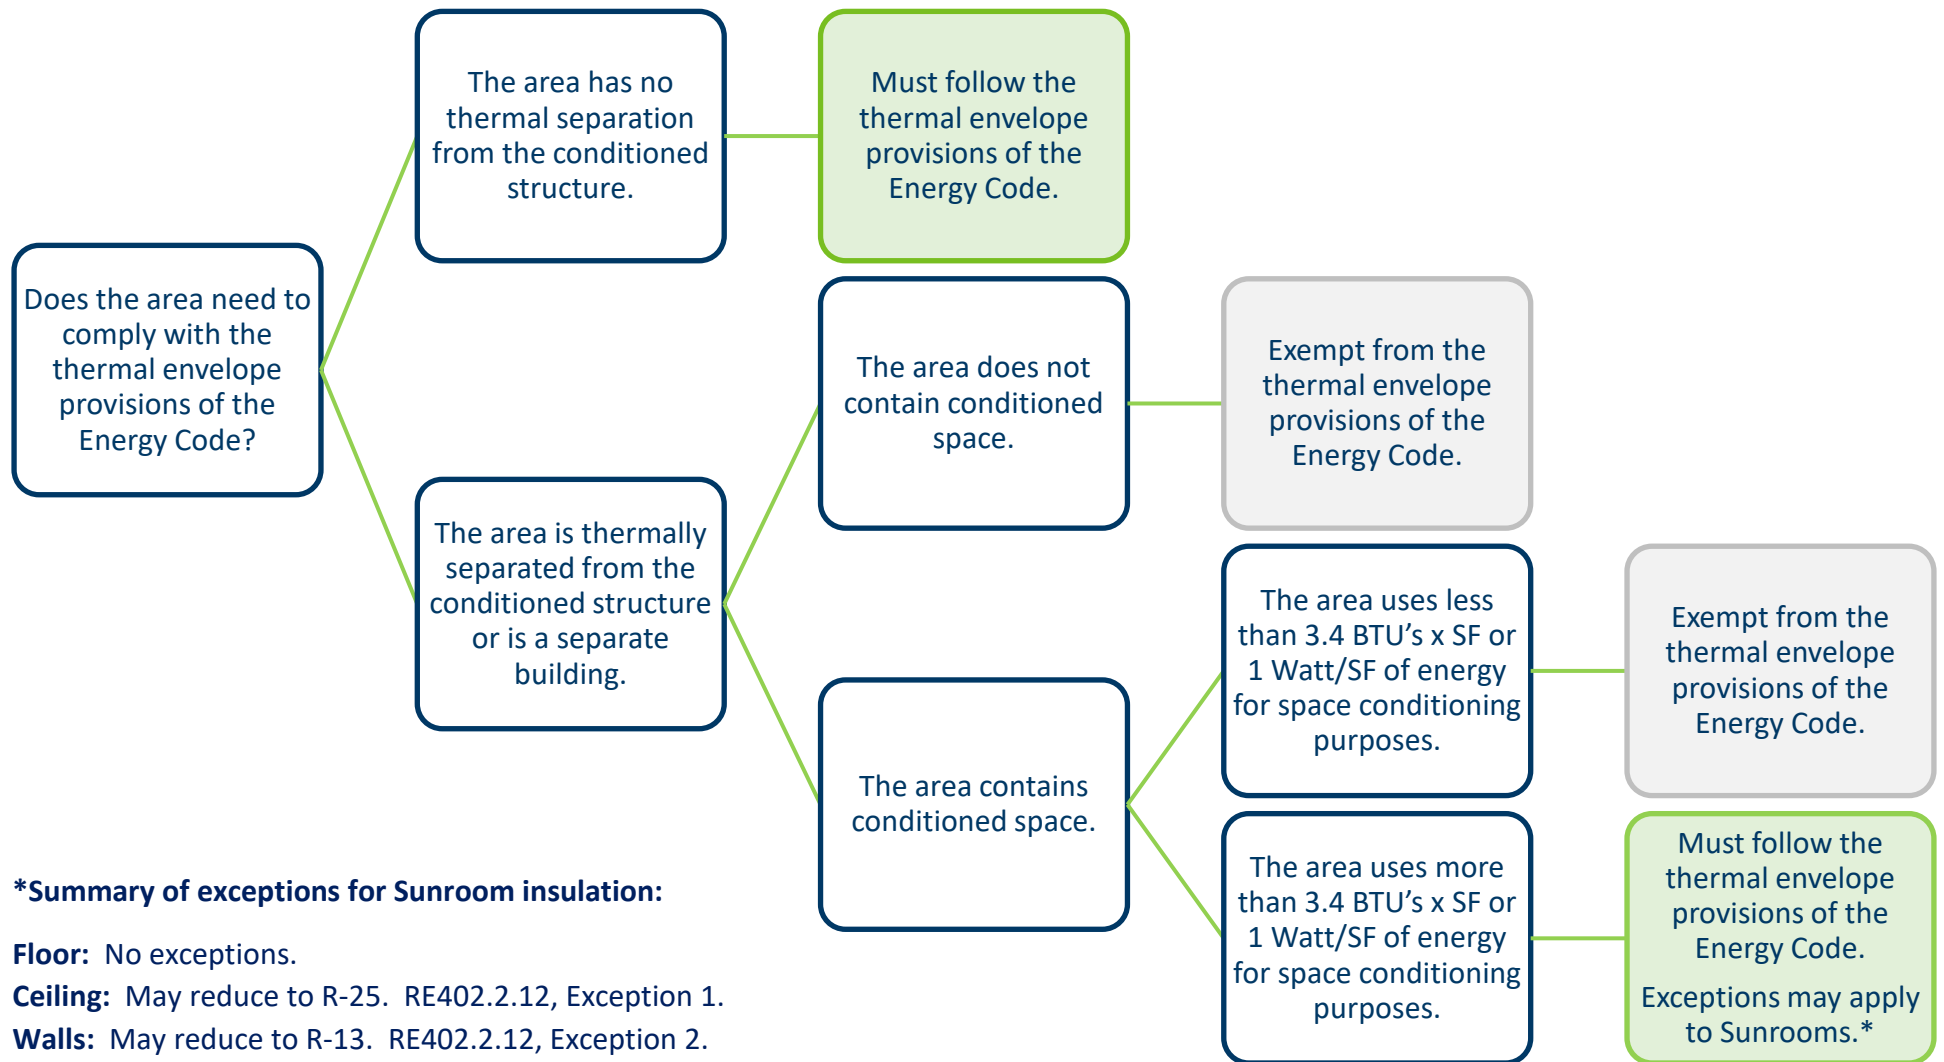 Does the area need to
comply with the
thermal envelope
provisions of the
Energy Code?
The area has no
thermal separation
from the conditioned
structure.
Must follow the
thermal envelope
provisions of the
Energy Code.
The area is thermally
separated from the
conditioned structure
or is a separate
building.
The area does not
contain conditioned
space.
Exempt from the
thermal envelope
provisions of the
Energy Code.
The area contains
conditioned space.
The area uses less
than 3.4 BTU's x SF or
1 Watt/SF of energy
for space conditioning
purposes.
Exempt from the
thermal envelope
provisions of the
Energy Code.
The area uses more
than 3.4 BTU's x SF or
1 Watt/SF of energy
for space conditioning
purposes.
Must follow the
thermal envelope
provisions of the
Energy Code.
Exceptions may apply
to Sunrooms.*
*Summary of exceptions for Sunroom insulation:
Floor: No exceptions.
Ceiling: May reduce to R-25. RE402.2.12, Exception 1.
Walls: May reduce to R-13. RE402.2.12, Exception 2.